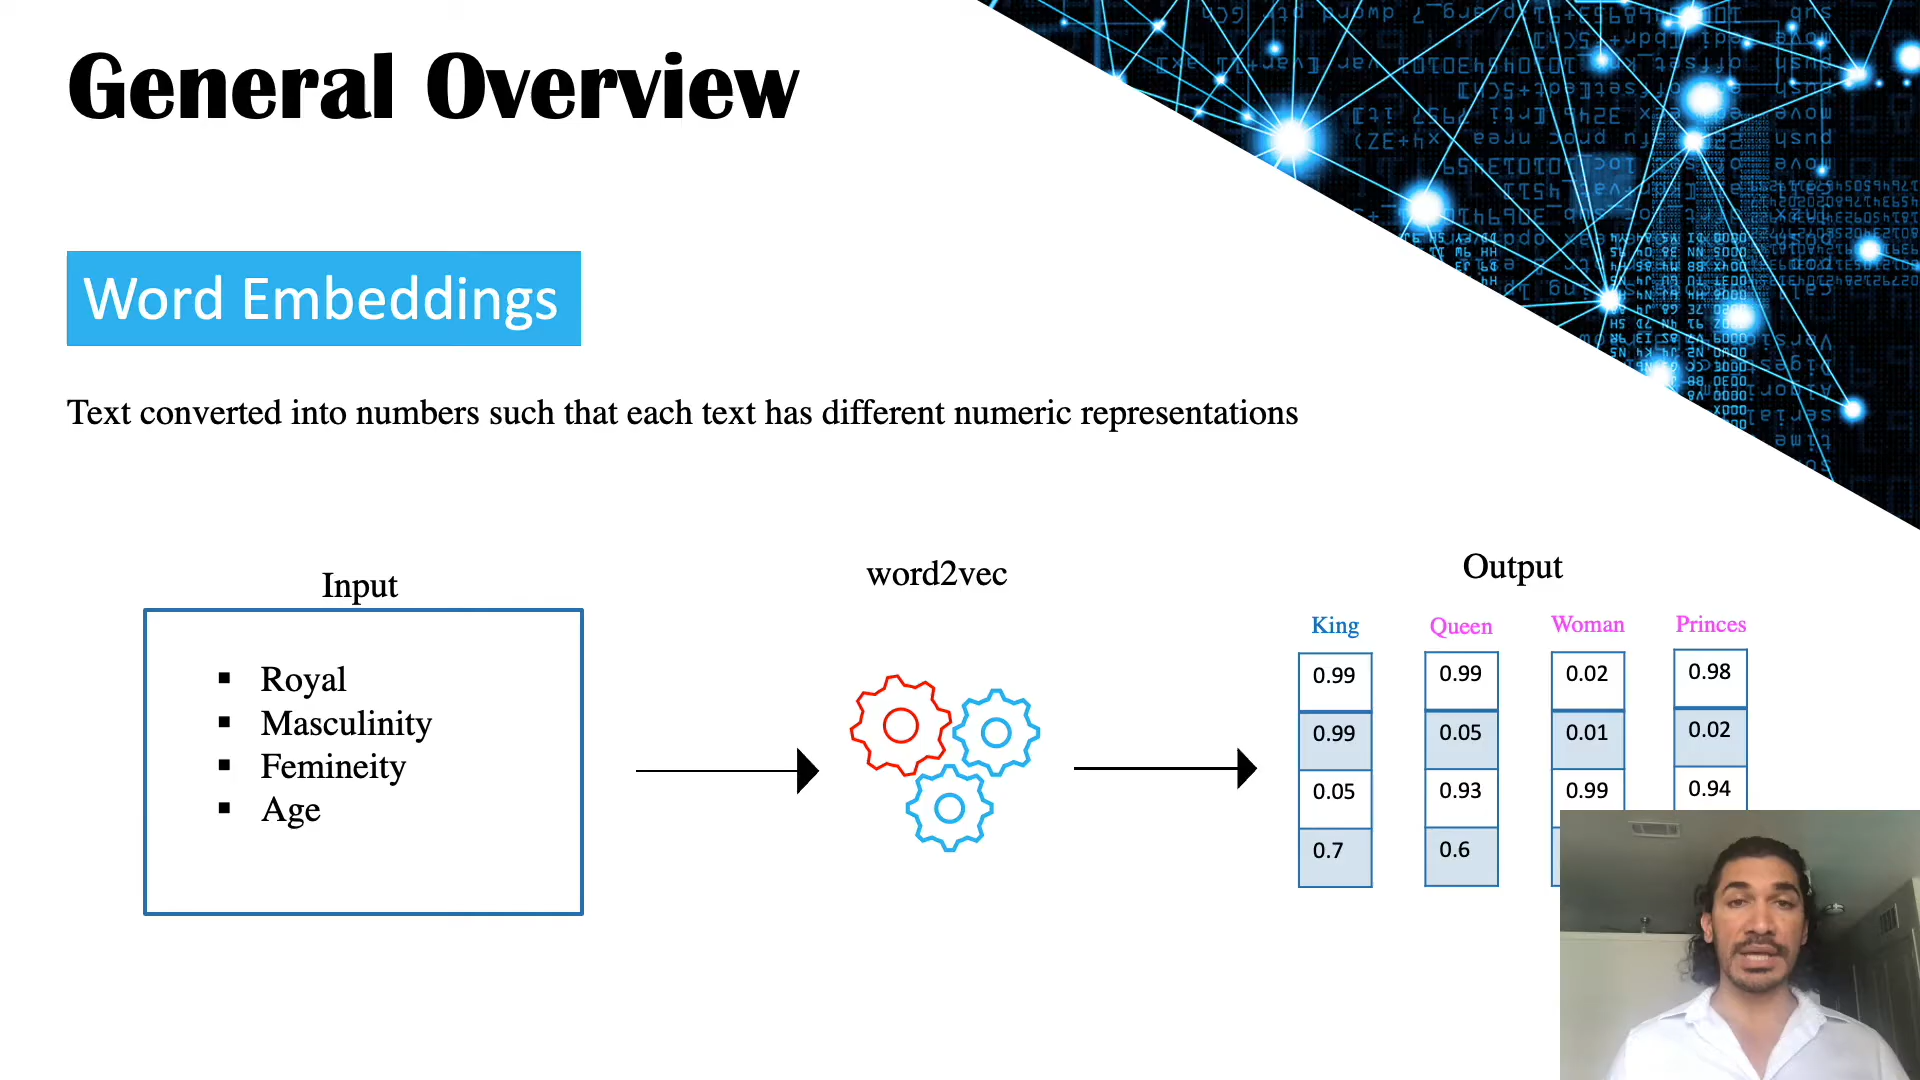 General Overview
Word Embeddings
Text converted into numbers such that each text has different numeric representations
Input
▪ Royal
▪ Masculinity
▪ Femineity
▪ Age
word2vec
Output
King Queen Woman Princes
0.99 0.99 0.02 0.98
0.99 0.05 0.01 0.02
0.05 0.93 0.99 0.94
0.7 0.6